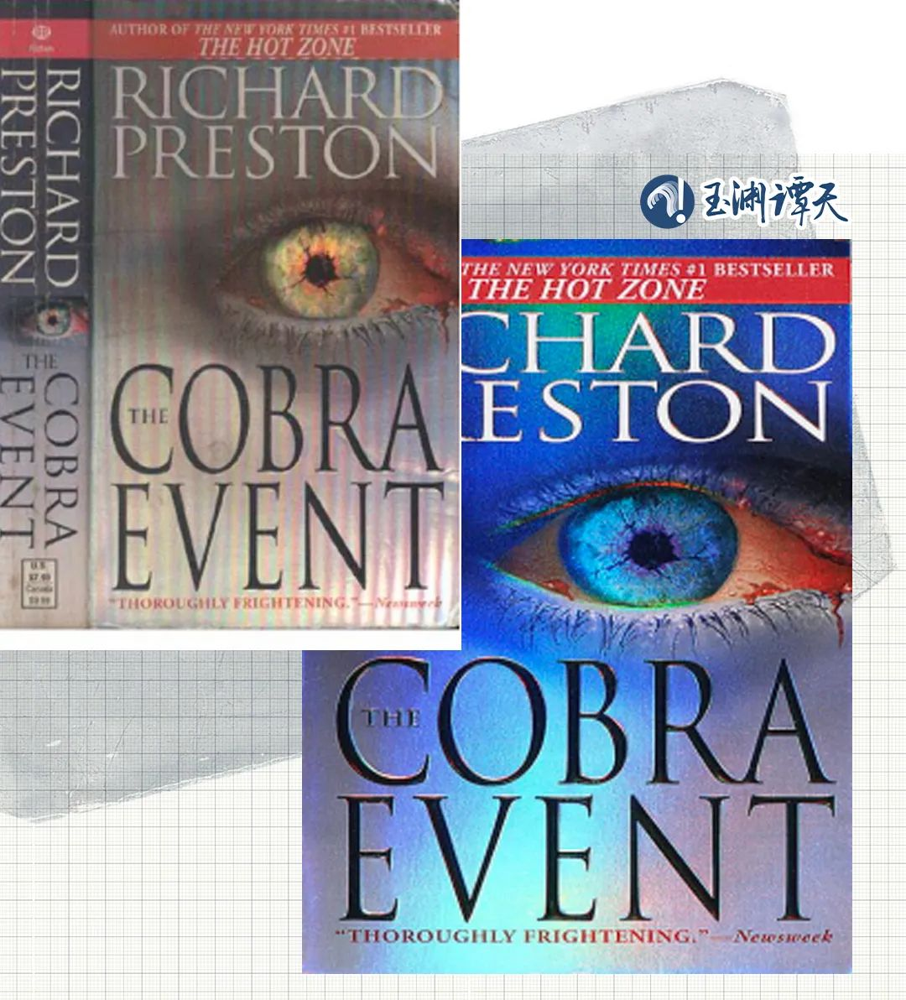 Fiction
RICHARD
PRESTON
THE
COBRA
EVENT
U.S.
$7.99
Canada
AUTHOR OF THE NEW YORK TIMES #1 BESTSELLER
THE HOT ZONE
RICHARD
PRESTON
THE COBRA
EVENT
"THOROUGHLY FRIGHTENING."—Newsweek
玉渊谭天
THE NEW YORK TIMES #1 BESTSELLER
THE HOT ZONE
CHARD
ESTON
THE COBRA
EVENT
"THOROUGHLY FRIGHTENING."—Newsweek